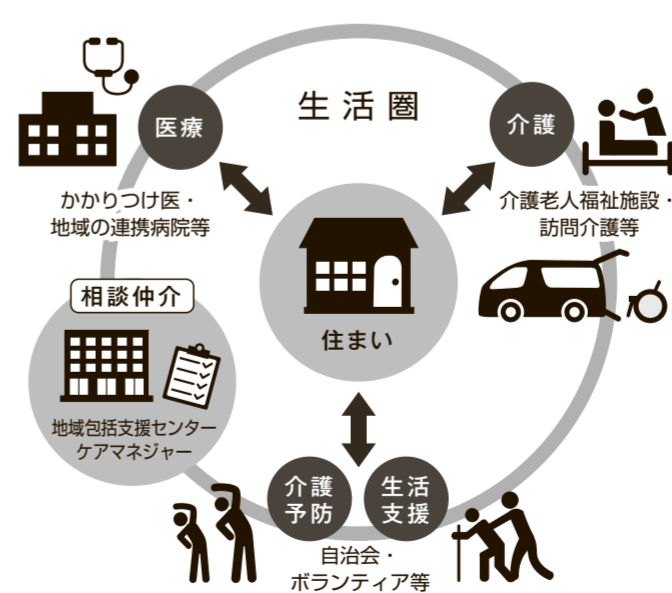 生活圏
医療
介護
かかりつけ医・
地域の連携病院等
介護老人福祉施設・
訪問介護等
相談仲介
住まい
地域包括支援センター
ケアマネジャー
介護
予防
生活
支援
自治会・
ボランティア等